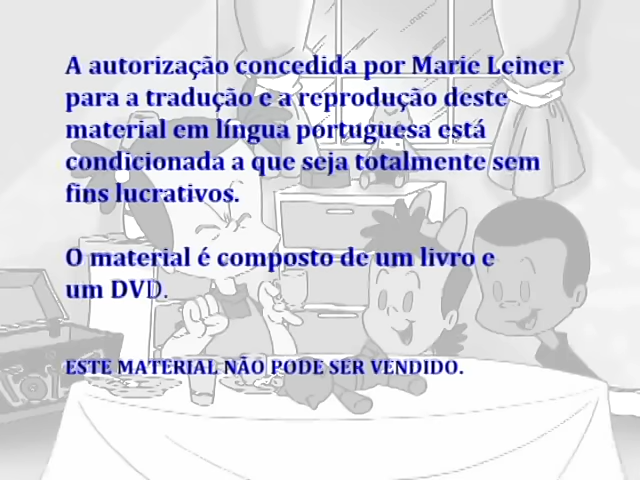 A autorização concedida por Marie Leiner
para a tradução e a reprodução deste
material em língua portuguesa está
condicionada a que seja totalmente sem
fins lucrativos.
O material é composto de um livro e
um DVD.
ESTE MATERIAL NÃO PODE SER VENDIDO.